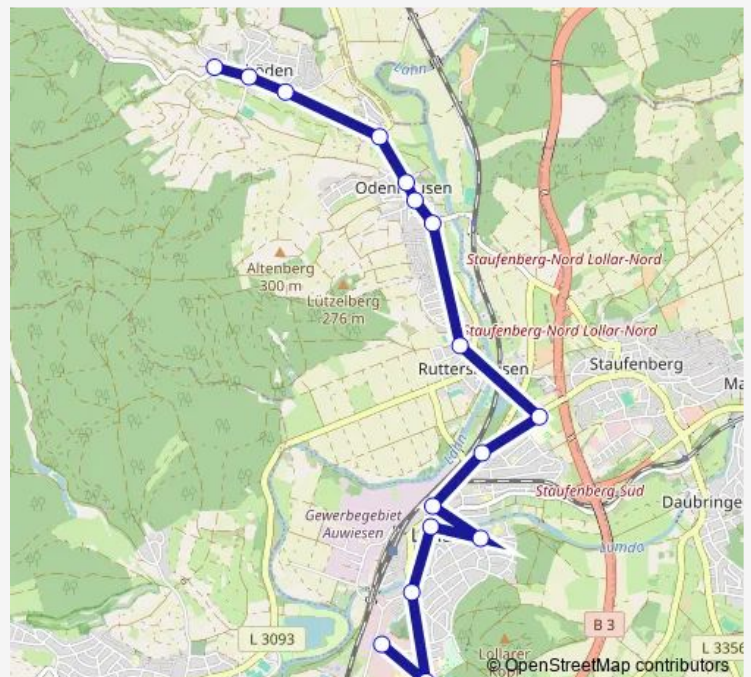 Lahn
Altenberg
300 m
Lützelberg
276 m
Staufenberg-Nord Lollar-Nord
Staufenberg-Nord Lollar-Nord
Staufenberg
Lahn
Staufenberg-Süd
Gewerbegebiet
Auwiesen
Daubringe
Lumda
L 3093
B 3
Lollarer
L 3356
© OpenStreetMap contributors